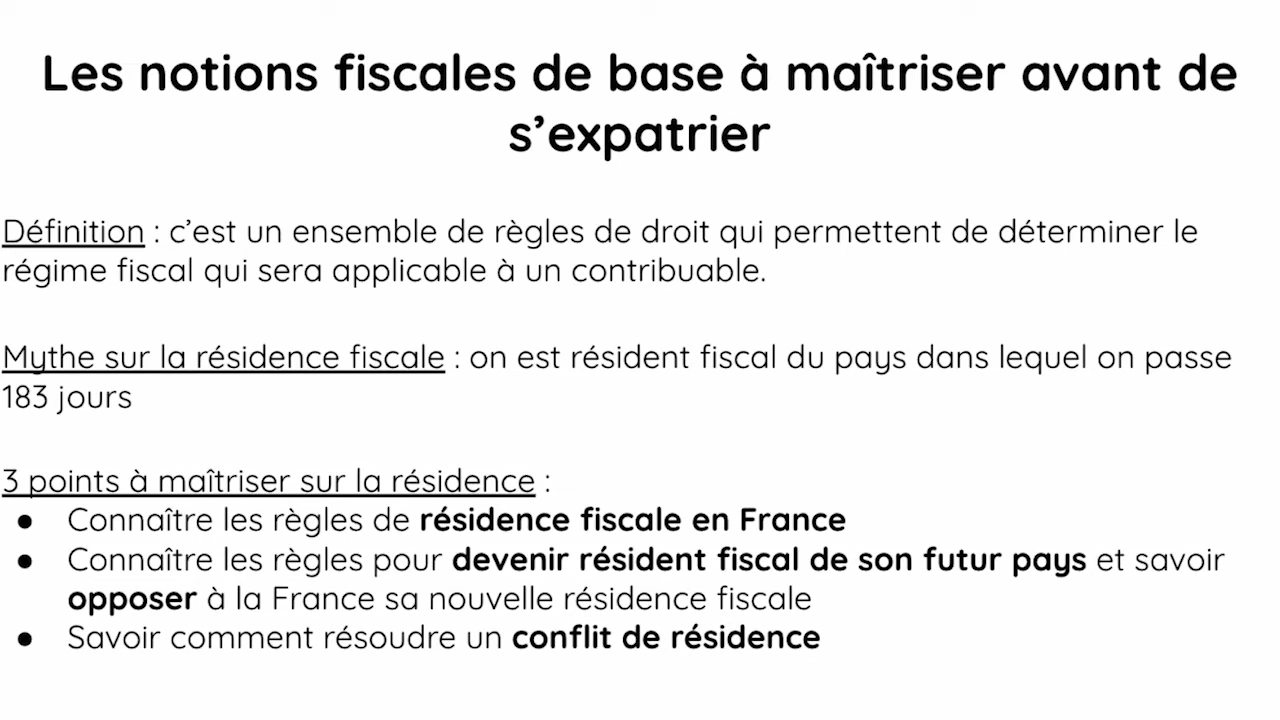 Les notions fiscales de base à maîtriser avant de
s’expatrier
Définition : c’est un ensemble de règles de droit qui permettent de déterminer le
régime fiscal qui sera applicable à un contribuable.
Mythe sur la résidence fiscale : on est résident fiscal du pays dans lequel on passe
183 jours
3 points à maîtriser sur la résidence :
● Connaître les règles de résidence fiscale en France
● Connaître les règles pour devenir résident fiscal de son futur pays et savoir
opposer à la France sa nouvelle résidence fiscale
● Savoir comment résoudre un conflit de résidence